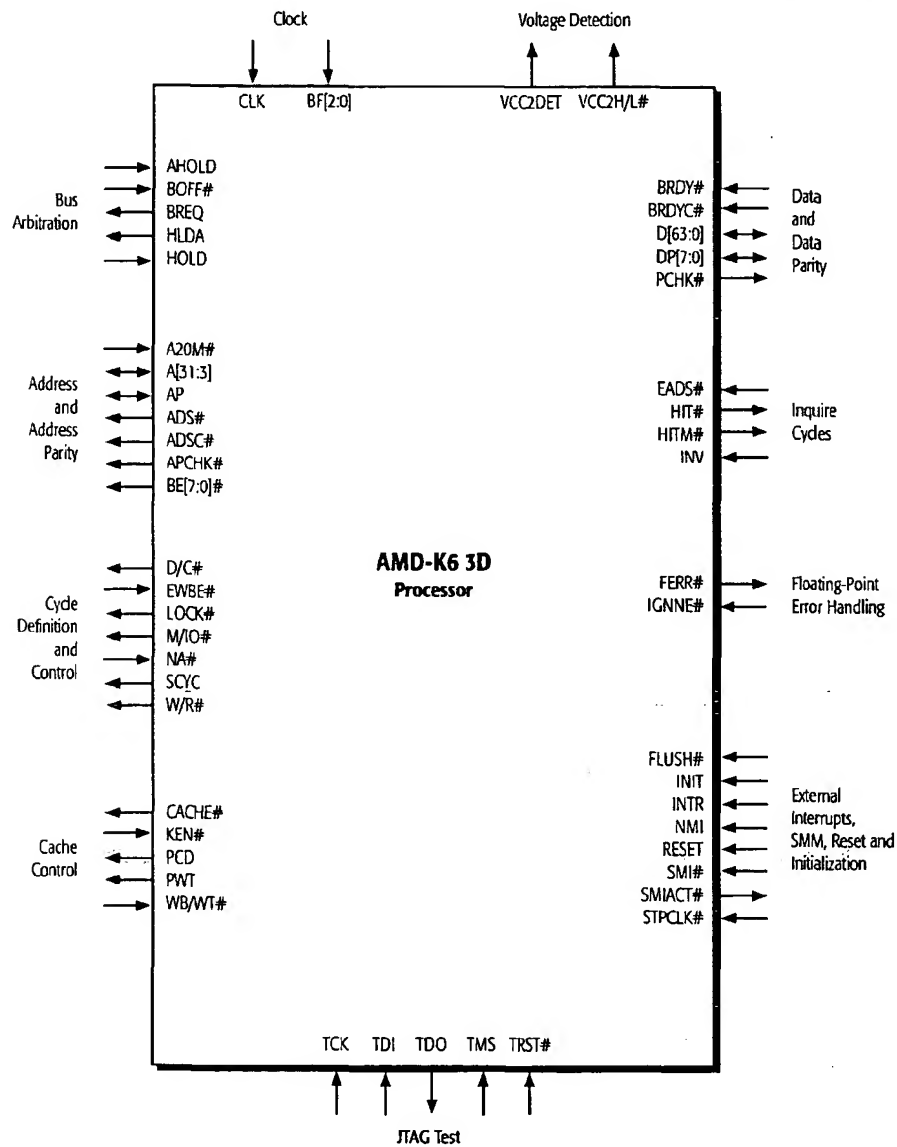 Clock
Voltage Detection
CLK
BF[2:0]
VCC2DET
VCC2H/L#
Bus
Arbitration
AHOLD
BOFF#
BREQ
HLDA
HOLD
BRDY#
BRDYC#
D[63:0]
DP[7:0]
PCHK#
Data
and
Data
Parity
Address
and
Address
Parity
A20M#
A[31:3]
AP
ADS#
ADSC#
APCHK#
BE[7:0]#
EADS#
HIT#
HITM#
INV
Inquire
Cycles
AMD-K6 3D
Processor
Cycle
Definition
and
Control
D/C#
EWBE#
LOCK#
M/IO#
NA#
SCYC
W/R#
FERR#
IGNNE#
Floating-Point
Error Handling
Cache
Control
CACHE#
KEN#
PCD
PWT
WB/WT#
FLUSH#
INIT
INTR
NMI
RESET
SMI#
SMIACT#
STPCLK#
External
Interrupts,
SMM, Reset and
Initialization
TCK
TDI
TDO
TMS
TRST#
JTAG Test